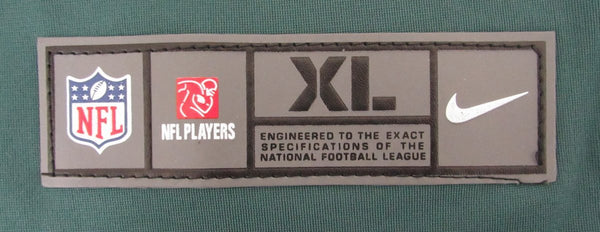 NFL
NFL PLAYERS
XL
ENGINEERED TO THE EXACT
SPECIFICATIONS OF THE
NATIONAL FOOTBALL LEAGUE